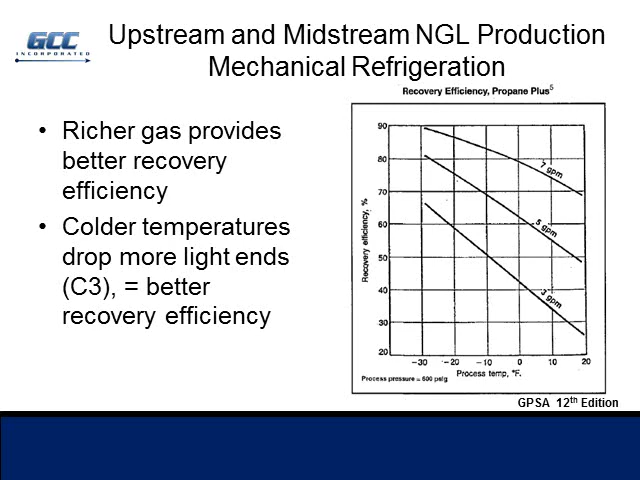 GCC
INCORPORATED
Upstream and Midstream NGL Production
Mechanical Refrigeration
• Richer gas provides
better recovery
efficiency
• Colder temperatures
drop more light ends
(C3), = better
recovery efficiency
Recovery Efficiency, Propane Plus5
90
80
70
60
50
40
30
20
Recovery efficiency, %
7 gpm
5 gpm
3 gpm
−30 −20 −10 0 10 20
Process temp, °F.
Process pressure = 600 psig
GPSA 12th Edition